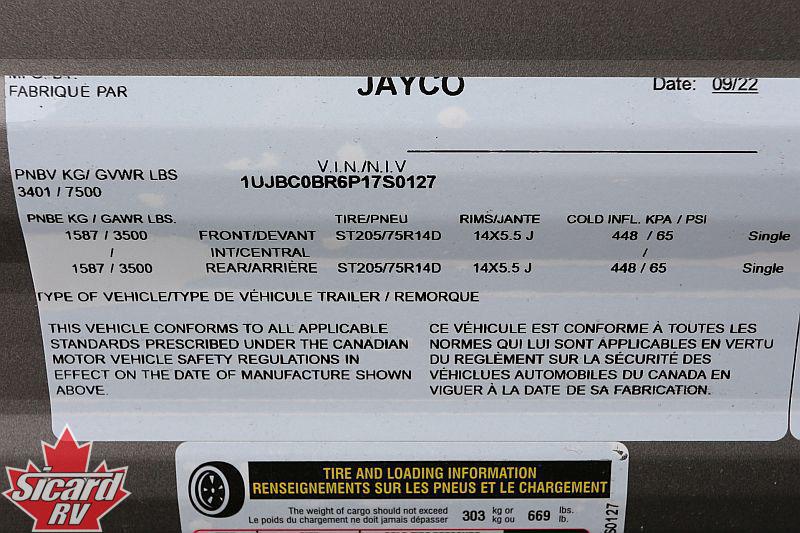 FABRIQUÉ PAR
JAYCO
Date: 09/22
V.I.N./N.I.V
1UJBC0BR6P17S0127
PNBV KG/ GVWR LBS
3401 / 7500
PNBE KG / GAWR LBS. TIRE/PNEU RIMS/JANTE COLD INFL. KPA / PSI
1587 / 3500 FRONT/DEVANT ST205/75R14D 14X5.5 J 448 / 65 Single
/ INT/CENTRAL /
1587 / 3500 REAR/ARRIÈRE ST205/75R14D 14X5.5 J 448 / 65 Single
TYPE OF VEHICLE/TYPE DE VÉHICULE TRAILER / REMORQUE
THIS VEHICLE CONFORMS TO ALL APPLICABLE
STANDARDS PRESCRIBED UNDER THE CANADIAN
MOTOR VEHICLE SAFETY REGULATIONS IN
EFFECT ON THE DATE OF MANUFACTURE SHOWN
ABOVE.
CE VÉHICULE EST CONFORME À TOUTES LES
NORMES QUI LUI SONT APPLICABLES EN VERTU
DU REGLÈMENT SUR LA SÉCURITÉ DES
VÉHICLUES AUTOMOBILES DU CANADA EN
VIGUER À LA DATE DE SA FABRICATION.
TIRE AND LOADING INFORMATION
RENSEIGNEMENTS SUR LES PNEUS ET LE CHARGEMENT
The weight of cargo should not exceed
Le poids du chargement ne doit jamais dépasser
303 kg or 669 lbs.
kg ou lb.
S0127
Sicard
RV